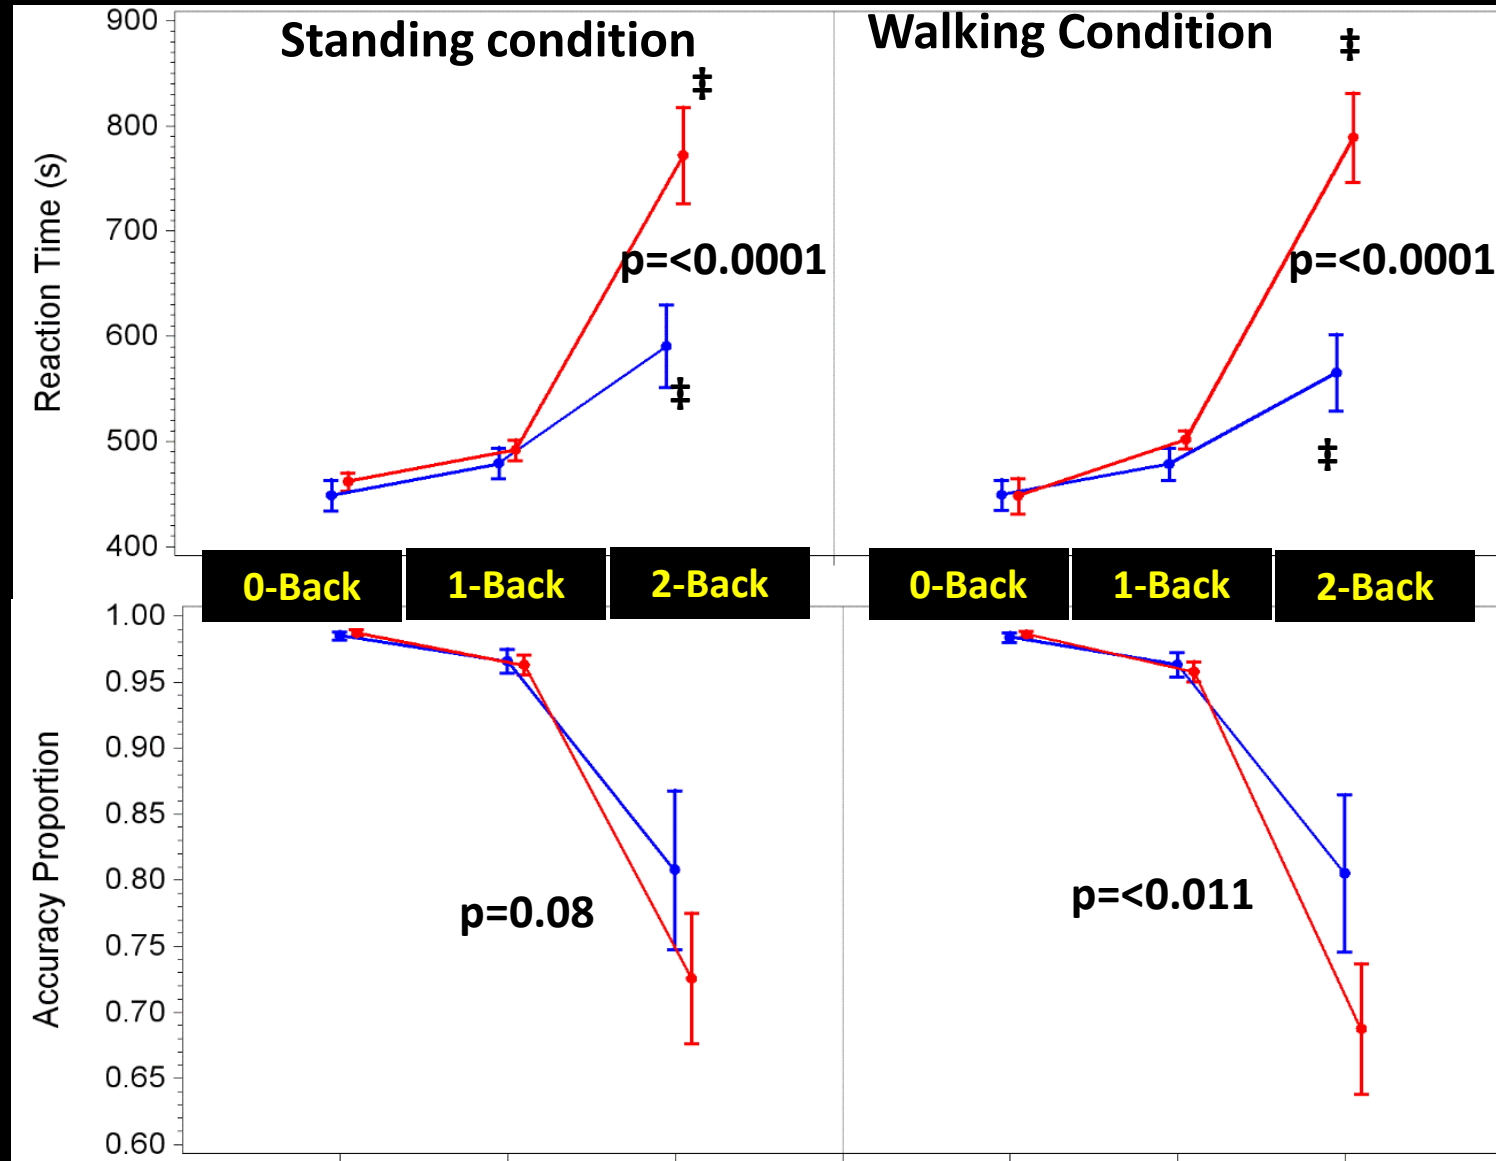 Standing condition
Walking Condition
‡
‡
900
800
700
600
500
400
Reaction Time (s)
p=<0.0001
p=<0.0001
‡
‡
0-Back
1-Back
2-Back
0-Back
1-Back
2-Back
1.00
0.95
0.90
0.85
0.80
0.75
0.70
0.65
0.60
Accuracy Proportion
p=0.08
p=<0.011